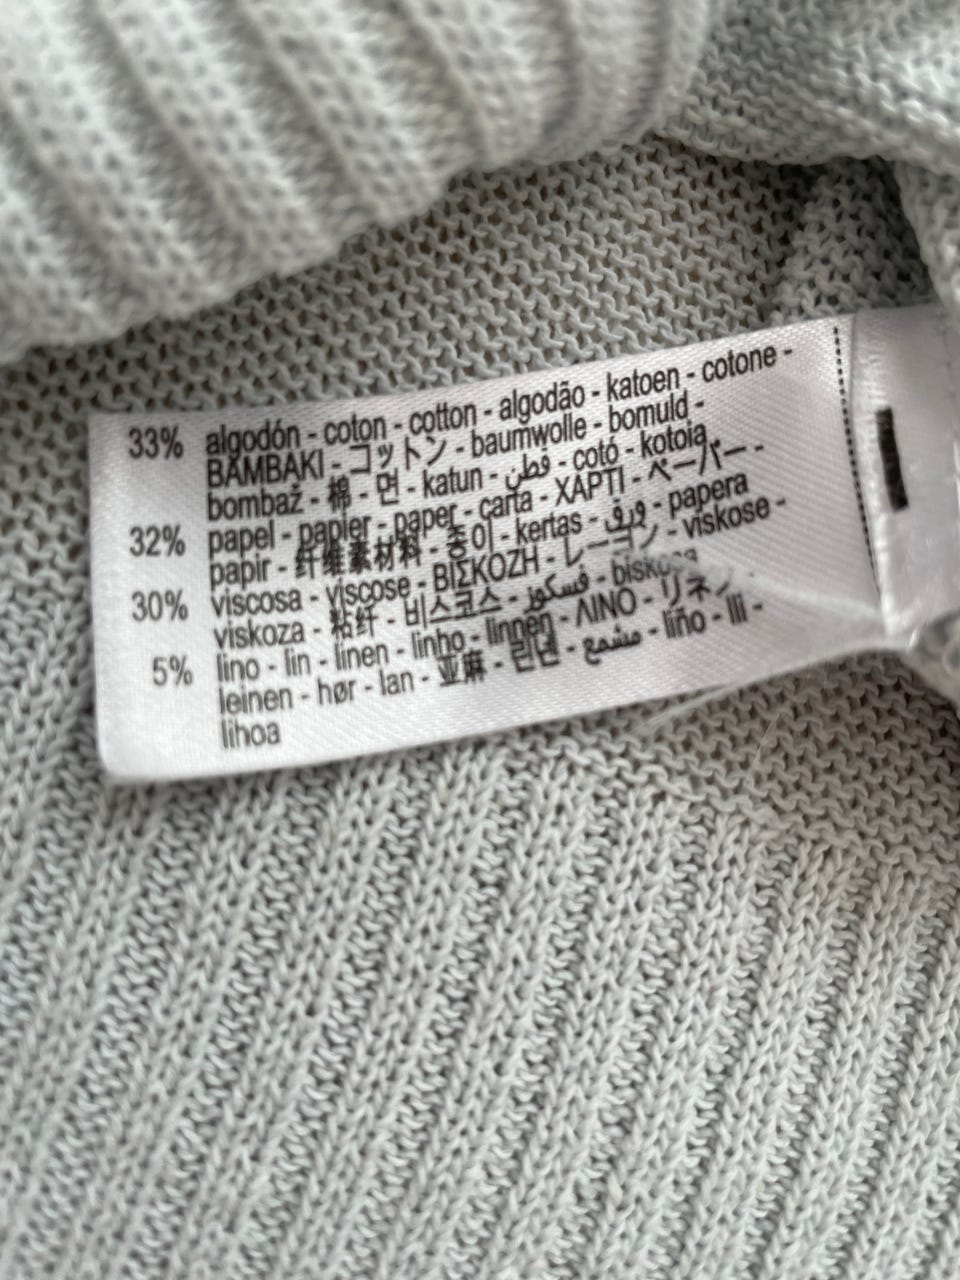 33% algodón - coton - cotton - algodão - katoen - cotone -
BAMBAKI - コットン - baumwolle - bomuld -
bombaž - 棉 - 면 - katun - قطن - cotó - kotoia
32% papel - papier - paper - carta - XAPTI - ペーパー -
papir - 纤维素材料 - 종이 - kertas - ورق - papera
30% viscosa - viscose - ΒΙΣΚΟΖΗ - レーヨン - viskose -
viskoza - 粘纤 - 비스코스 - فسكوز - biskosa
5% lino - lin - linen - linho - linnen - ΛΙΝΟ - リネン -
leinen - hør - lan - 亚麻 - 린넨 - مشمع - liño - lli -
lihoa